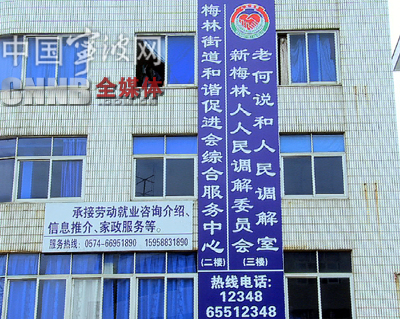 中国宁波网
CNNB 全媒体
梅林街道和谐促进会综合服务中心
(二楼)
新梅林人人民调解委员会
老何说和人民调解室
(三楼)
热线电话:
12348
65512348
承接劳动就业咨询介绍、
信息推介、家政服务等。
服务热线: 0574-66951890 15958831890